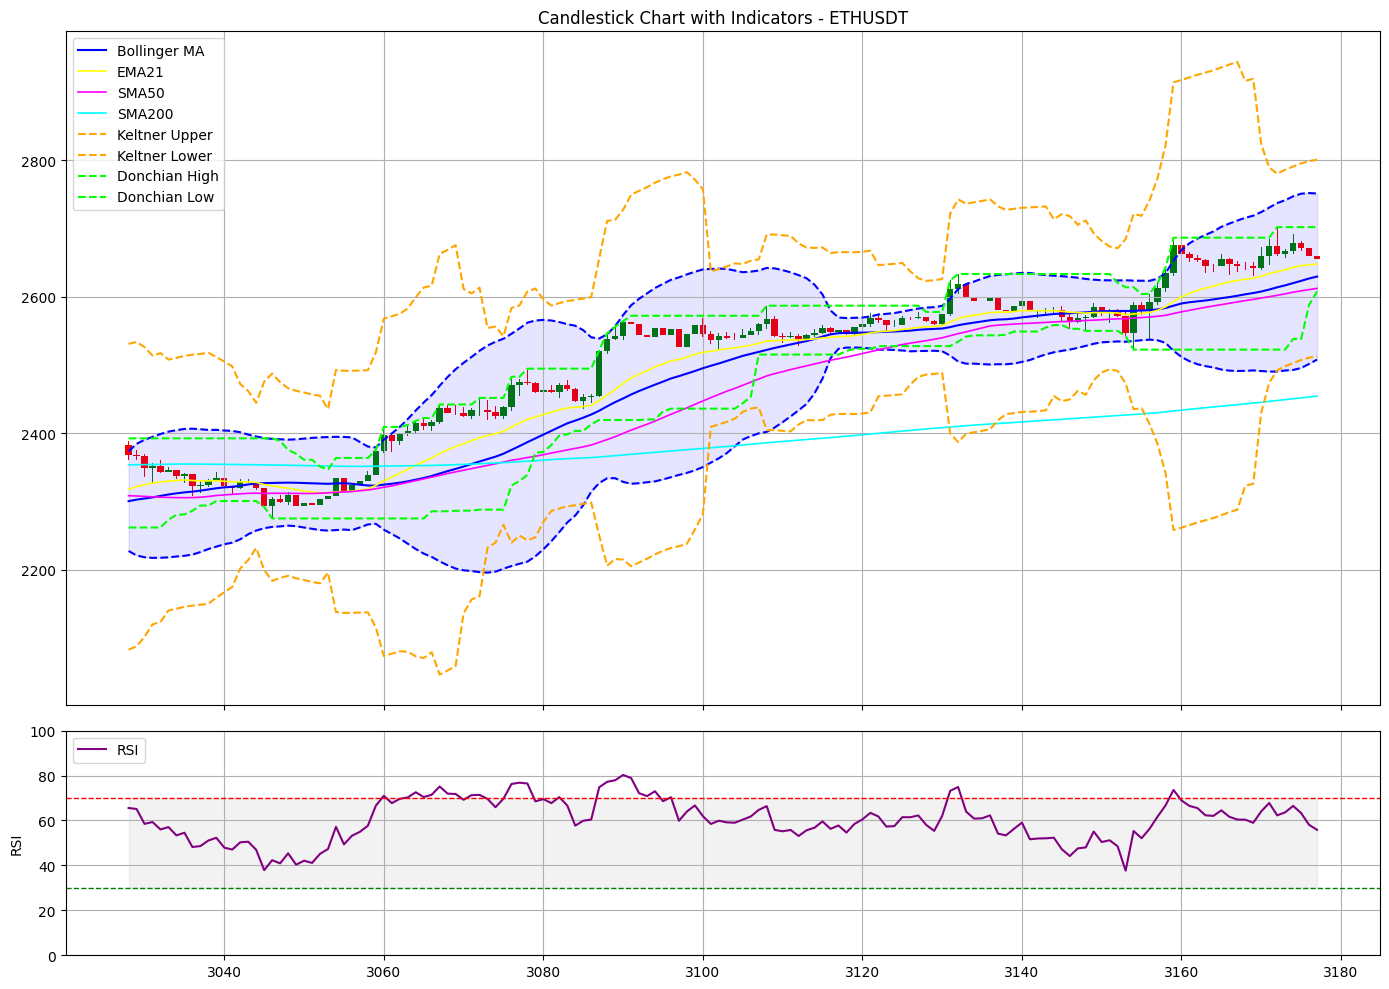 Candlestick Chart with Indicators - ETHUSDT
Bollinger MA
EMA21
SMA50
SMA200
Keltner Upper
Keltner Lower
Donchian High
Donchian Low
2800
2600
2400
2200
100
RSI
80
60
40
20
0
RSI
3040 3060 3080 3100 3120 3140 3160 3180